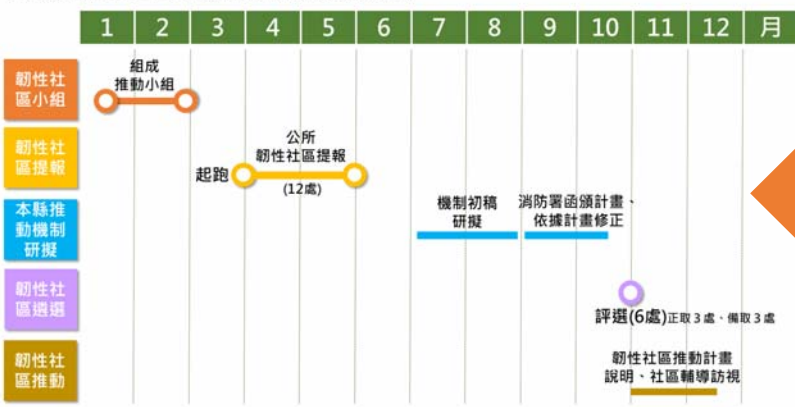 1 2 3 4 5 6 7 8 9 10 11 12 月
韌性社
區小組
組成
推動小組
韌性社
區提報
起跑
公所
韌性社區提報
(12處)
本縣推
動機制
研擬
機制初稿
研擬
消防署函頒計畫、
依據計畫修正
韌性社
區遴選
評選(6處)正取3處、備取3處
韌性社
區推動
韌性社區推動計畫
說明、社區輔導訪視